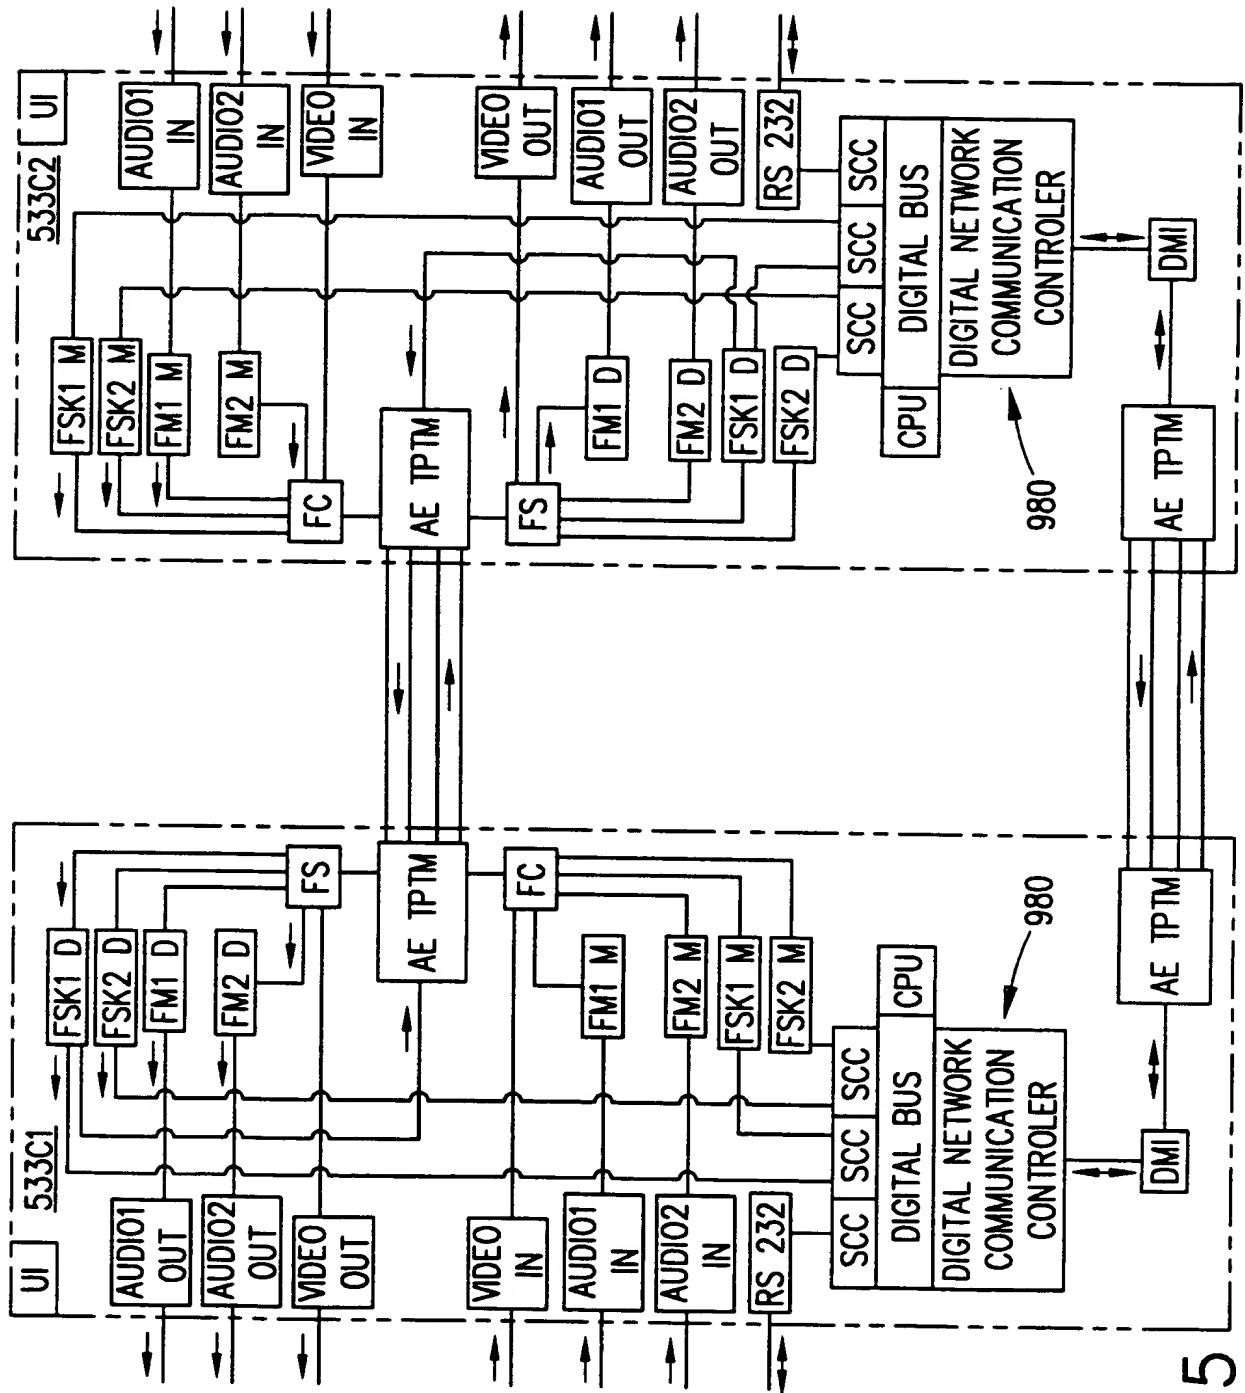 UI
533C1
AUDIO1
OUT
AUDIO2
OUT
VIDEO
OUT
VIDEO
IN
AUDIO1
IN
AUDIO2
IN
RS 232
FSK1 D
FSK2 D
FM1 D
FM2 D
FS
AE TPTM
FC
FM1 M
FM2 M
FSK1 M
FSK2 M
SCC
SCC
SCC
DIGITAL BUS
CPU
DIGITAL NETWORK
COMMUNICATION
CONTROLER
980
DMI
AE TPTM
UI
533C2
AUDIO1
IN
AUDIO2
IN
VIDEO
IN
VIDEO
OUT
AUDIO1
OUT
AUDIO2
OUT
RS 232
FSK1 M
FSK2 M
FM1 M
FM2 M
FC
AE TPTM
FS
FM1 D
FM2 D
FSK1 D
FSK2 D
SCC
SCC
SCC
CPU
DIGITAL BUS
DIGITAL NETWORK
COMMUNICATION
CONTROLER
980
DMI
AE TPTM
5